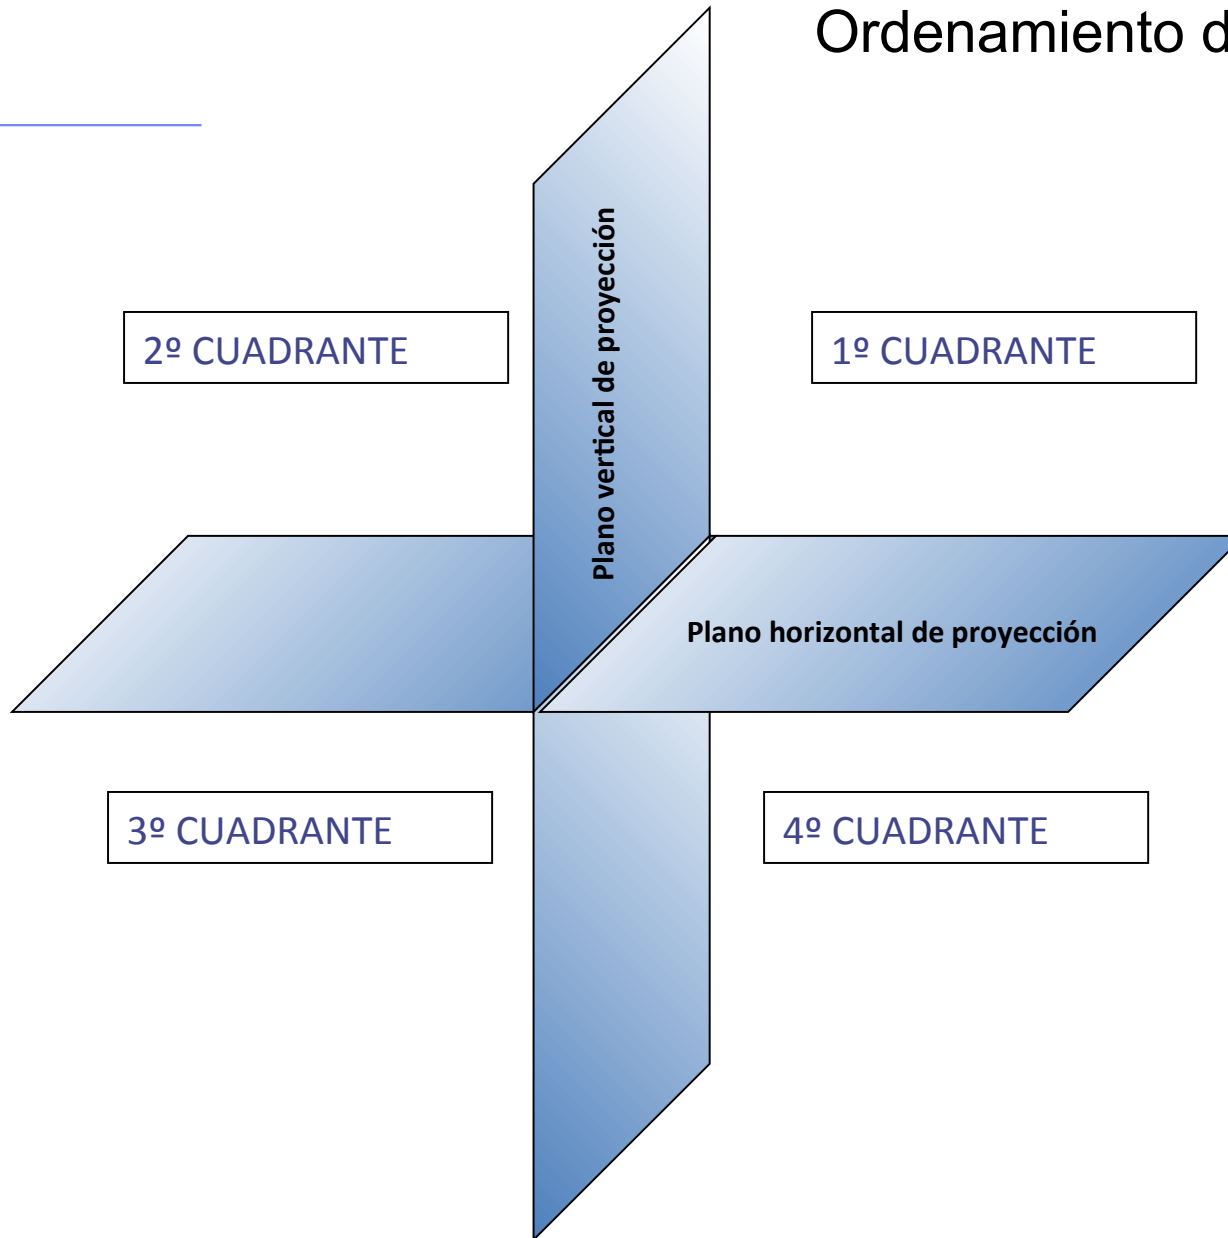 Ordenamiento d
Plano vertical de proyección
2º CUADRANTE
1º CUADRANTE
Plano horizontal de proyección
3º CUADRANTE
4º CUADRANTE